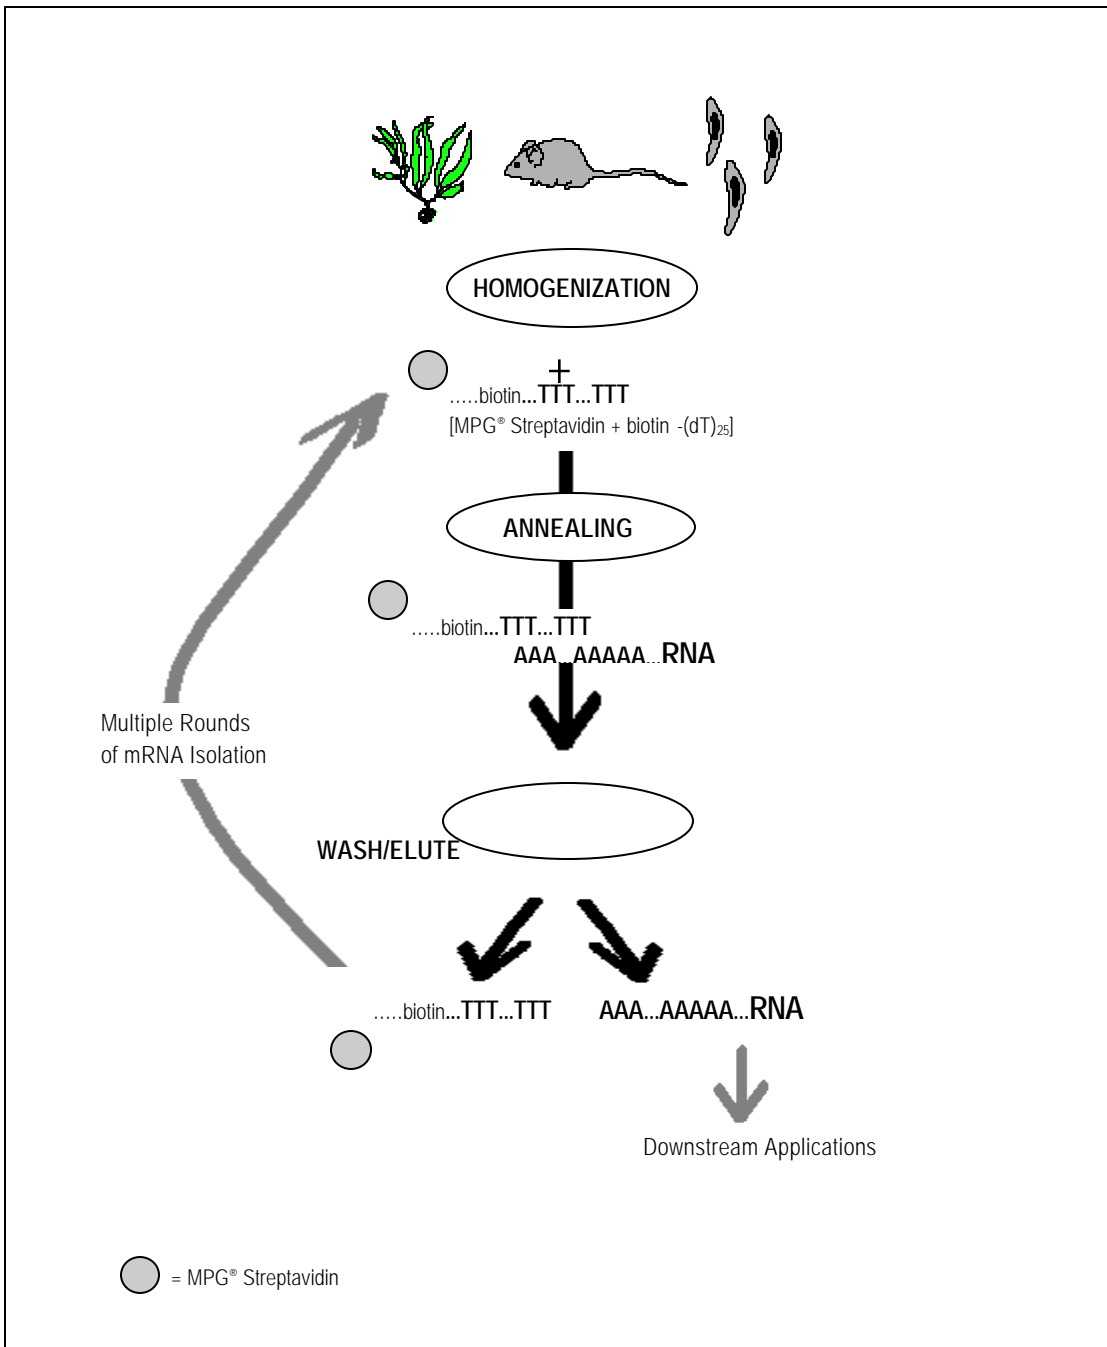 HOMOGENIZATION
+
.....biotin...TTT...TTT
[MPG® Streptavidin + biotin -(dT)₂₅]
ANNEALING
.....biotin...TTT...TTT
AAA...AAAAA...RNA
Multiple Rounds
of mRNA Isolation
WASH/ELUTE
.....biotin...TTT...TTT
AAA...AAAAA...RNA
Downstream Applications
= MPG® Streptavidin